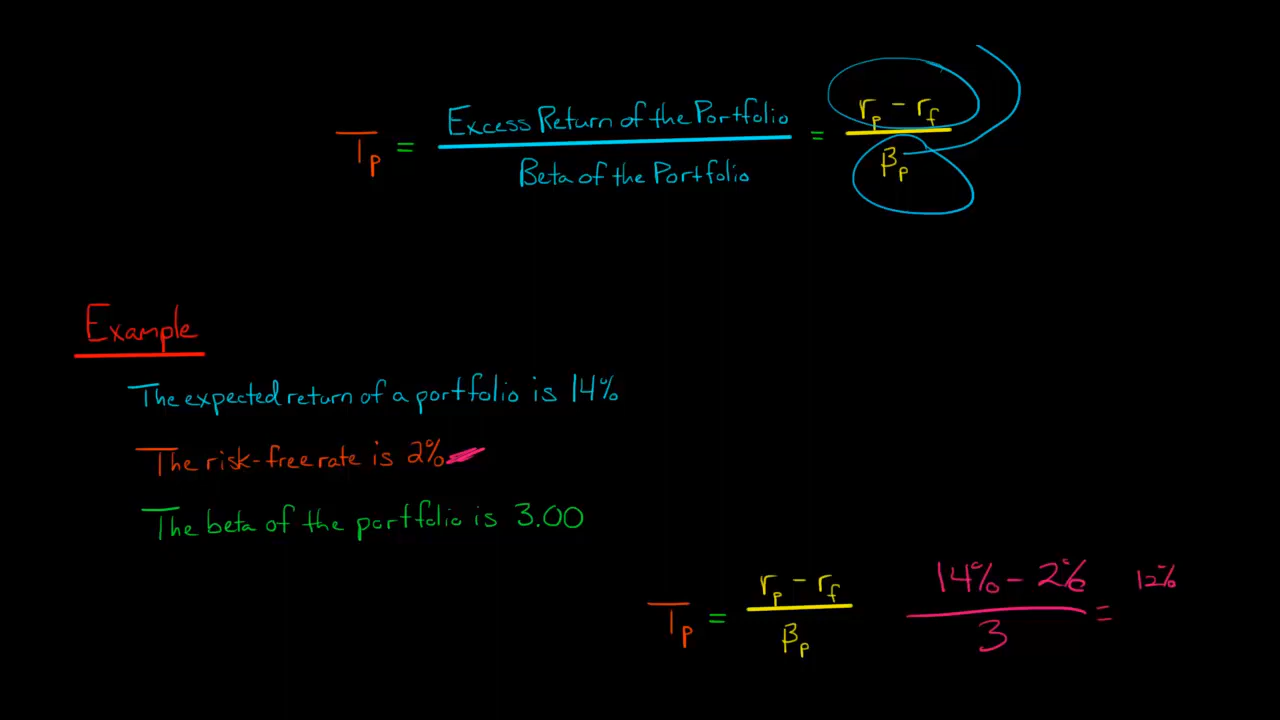 Tp = Excess Return of the Portfolio / Beta of the Portfolio = rp - rf / βp
Example
The expected return of a portfolio is 14%
The risk-free rate is 2%
The beta of the portfolio is 3.00
Tp = rp - rf / βp 14% - 2% / 3 = 12%